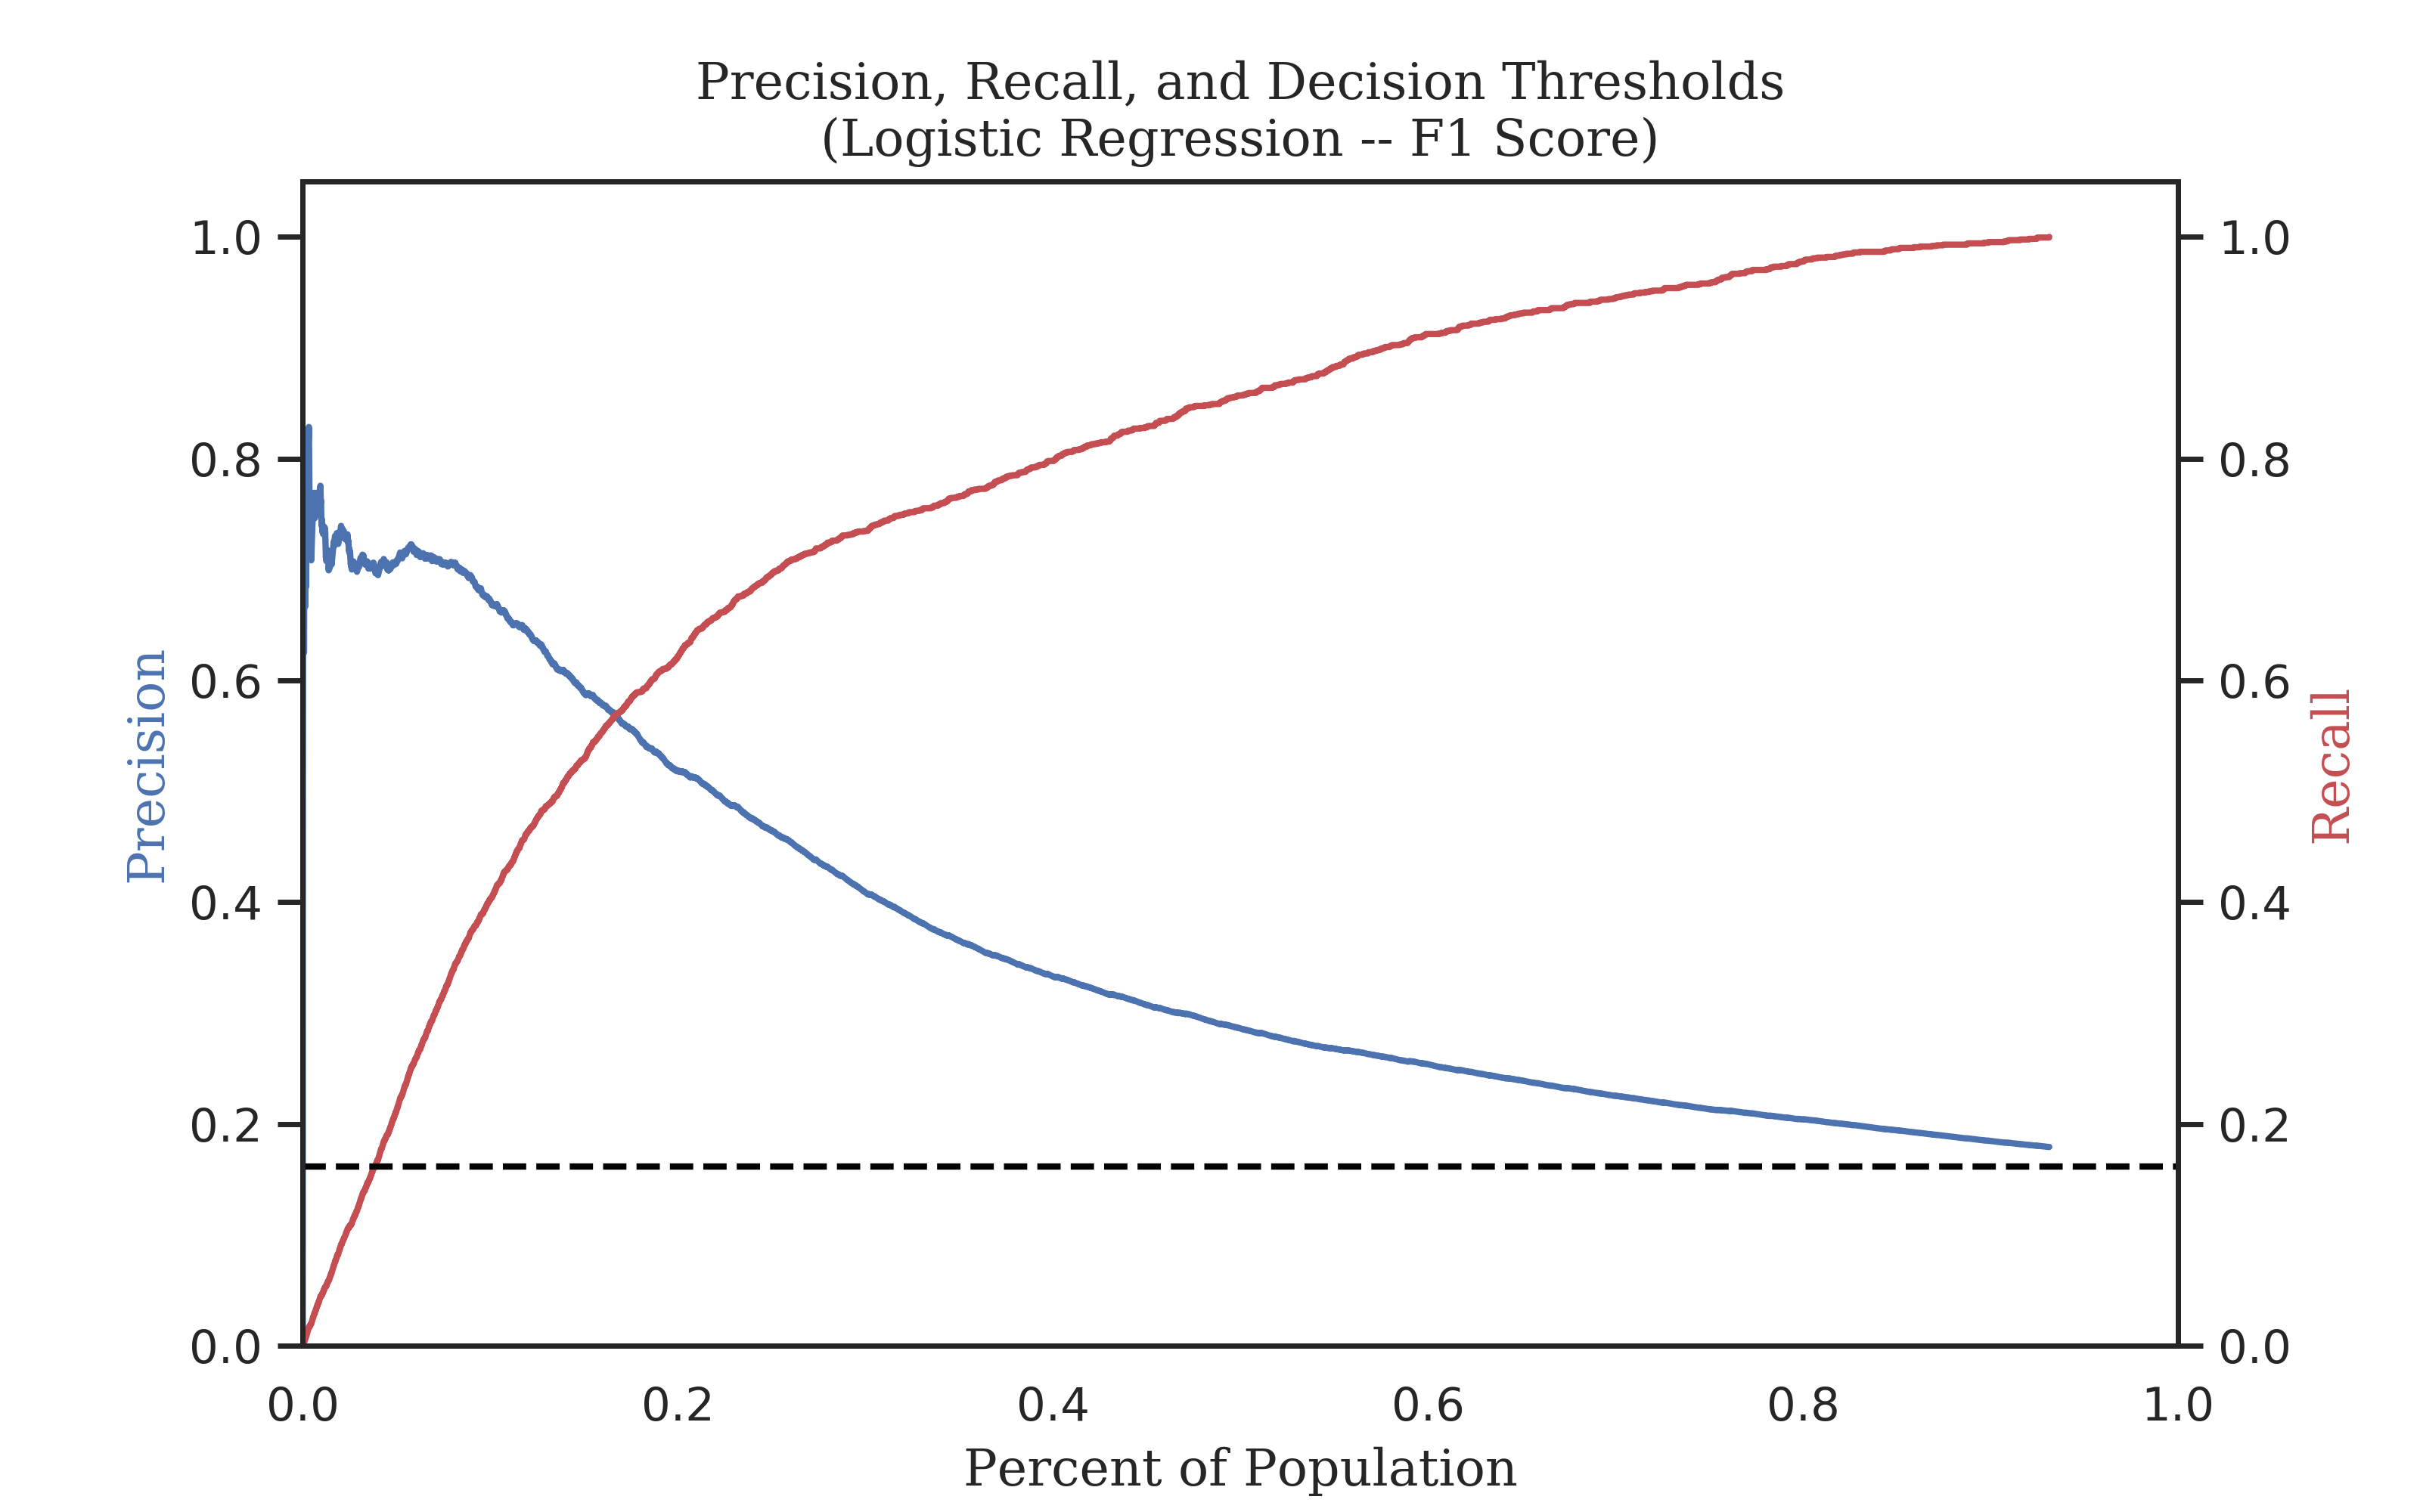 Precision, Recall, and Decision Thresholds
(Logistic Regression -- F1 Score)
Precision
1.0
0.8
0.6
0.4
0.2
0.0
1.0
0.8
0.6
0.4
0.2
0.0
Recall
0.0 0.2 0.4 0.6 0.8 1.0
Percent of Population